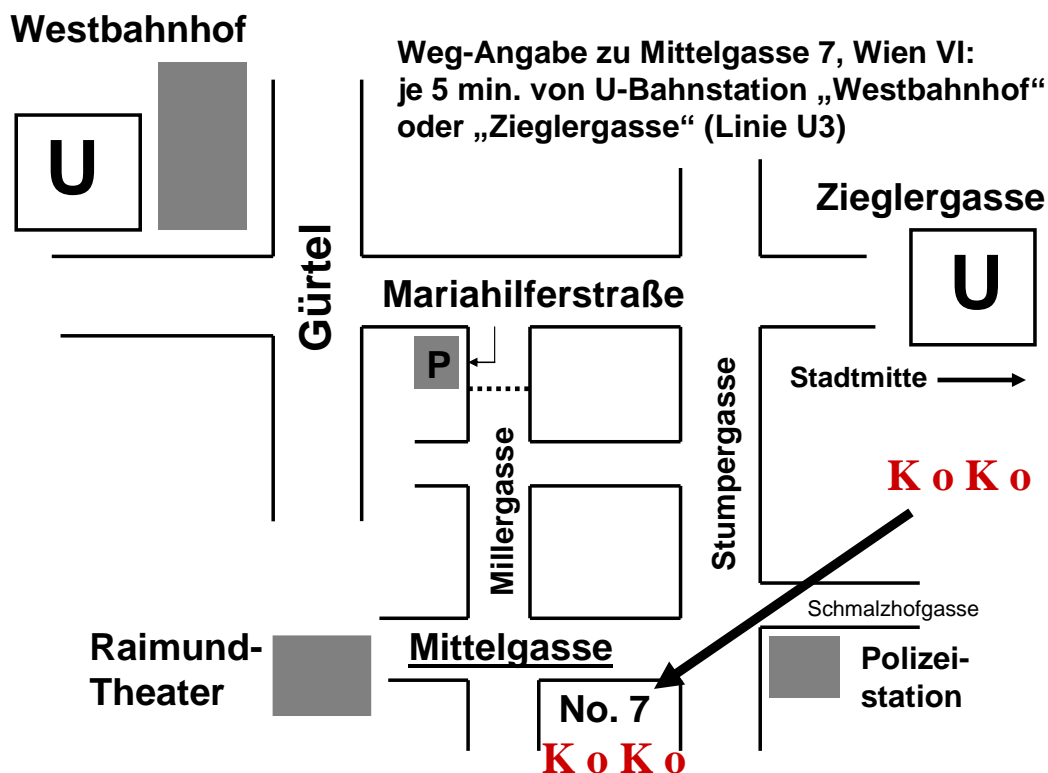 Westbahnhof
Weg-Angabe zu Mittelgasse 7, Wien VI:
je 5 min. von U-Bahnstation „Westbahnhof“
oder „Zieglergasse“ (Linie U3)
U
Zieglergasse
U
Gürtel
Mariahilferstraße
P
Stadtmitte
Millergasse
Stumpergasse
K o K o
Schmalzhofgasse
Raimund-
Theater
Mittelgasse
Polizei-
station
No. 7
K o K o